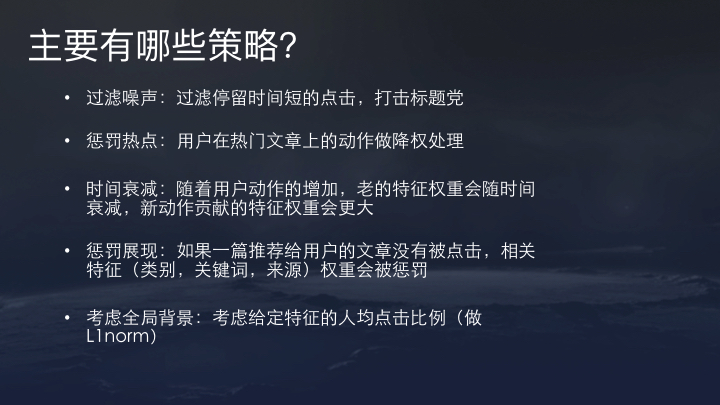 主要有哪些策略？
• 过滤噪声：过滤停留时间短的点击，打击标题党
• 惩罚热点：用户在热门文章上的动作做降权处理
• 时间衰减：随着用户动作的增加，老的特征权重会随时间
衰减，新动作贡献的特征权重会更大
• 惩罚展现：如果一篇推荐给用户的文章没有被点击，相关
特征（类别，关键词，来源）权重会被惩罚
• 考虑全局背景：考虑给定特征的人均点击比例（做
L1norm）